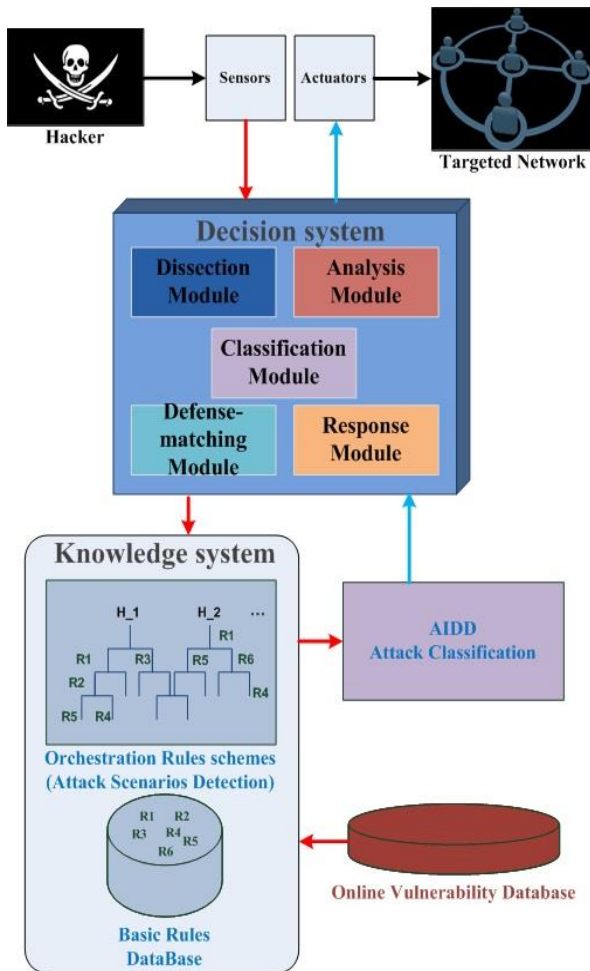 Hacker
Sensors
Actuators
Targeted Network
Decision system
Dissection
Module
Analysis
Module
Classification
Module
Defense-
matching
Module
Response
Module
Knowledge system
H_1
H_2
...
R1
R1
R3
R5
R6
R2
R4
R5
R4
Orchestration Rules schemes
(Attack Scenarios Detection)
AIDD
Attack Classification
R1
R2
R3
R4
R5
R6
Basic Rules
DataBase
Online Vulnerability Database